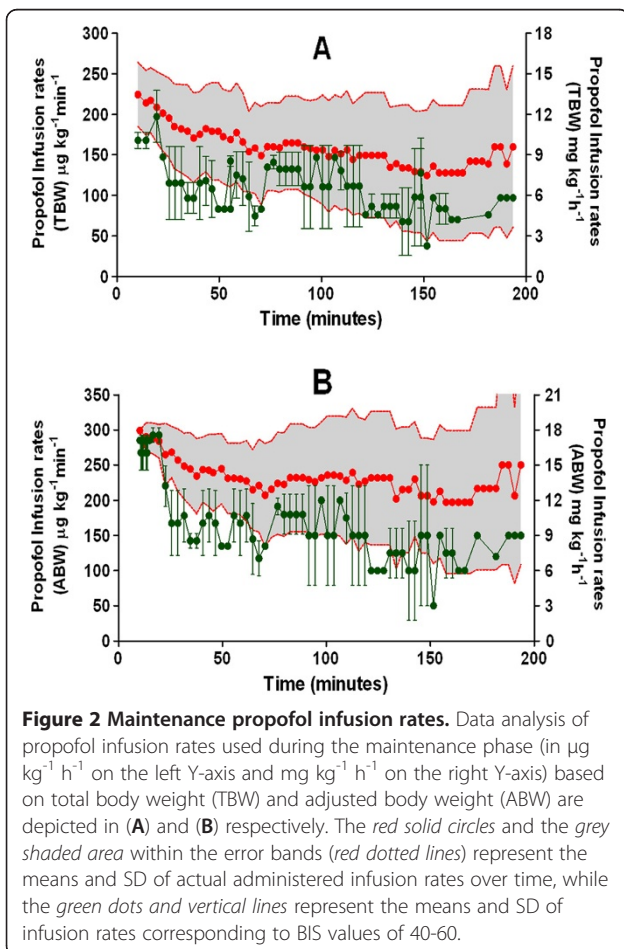 A
Propofol Infusion rates
(TBW) µg kg⁻¹min⁻¹
300
250
200
150
100
50
0
18
15
12
9
6
3
0
Propofol Infusion rates
(TBW) mg kg⁻¹h⁻¹
0 50 100 150 200
Time (minutes)
B
Propofol Infusion rates
(ABW) µg kg⁻¹min⁻¹
350
300
250
200
150
100
50
0
21
18
15
12
9
6
3
0
Propofol Infusion rates
(ABW) mg kg⁻¹h⁻¹
0 50 100 150 200
Time (minutes)
Figure 2 Maintenance propofol infusion rates. Data analysis of
propofol infusion rates used during the maintenance phase (in µg
kg⁻¹ h⁻¹ on the left Y-axis and mg kg⁻¹ h⁻¹ on the right Y-axis) based
on total body weight (TBW) and adjusted body weight (ABW) are
depicted in (A) and (B) respectively. The red solid circles and the grey
shaded area within the error bands (red dotted lines) represent the
means and SD of actual administered infusion rates over time, while
the green dots and vertical lines represent the means and SD of
infusion rates corresponding to BIS values of 40-60.